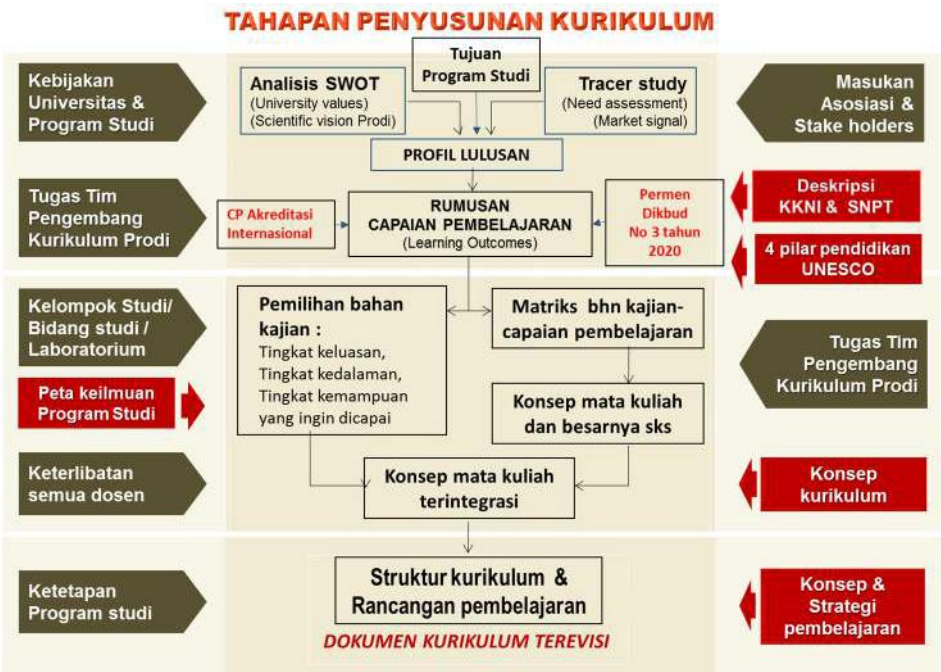 TAHAPAN PENYUSUNAN KURIKULUM
Kebijakan
Universitas &
Program Studi
Analisis SWOT
(University values)
(Scientific vision Prodi)
Tujuan
Program Studi
Tracer study
(Need assessment)
(Market signal)
Masukan
Asosiasi &
Stake holders
PROFIL LULUSAN
Tugas Tim
Pengembang
Kurikulum Prodi
CP Akreditasi
Internasional
RUMUSAN
CAPAIAN PEMBELAJARAN
(Learning Outcomes)
Permen
Dikbud
No 3 tahun
2020
Deskripsi
KKNI & SNPT
4 pilar pendidikan
UNESCO
Kelompok Studi/
Bidang studi /
Laboratorium
Pemilihan bahan
kajian :
Tingkat keluasan,
Tingkat kedalaman,
Tingkat kemampuan
yang ingin dicapai
Matriks bhn kajian-
capaian pembelajaran
Tugas Tim
Pengembang
Kurikulum Prodi
Peta keilmuan
Program Studi
Konsep mata kuliah
dan besarnya sks
Keterlibatan
semua dosen
Konsep mata kuliah
terintegrasi
Konsep
kurikulum
Ketetapan
Program studi
Struktur kurikulum &
Rancangan pembelajaran
DOKUMEN KURIKULUM TEREVISI
Konsep &
Strategi
pembelajaran